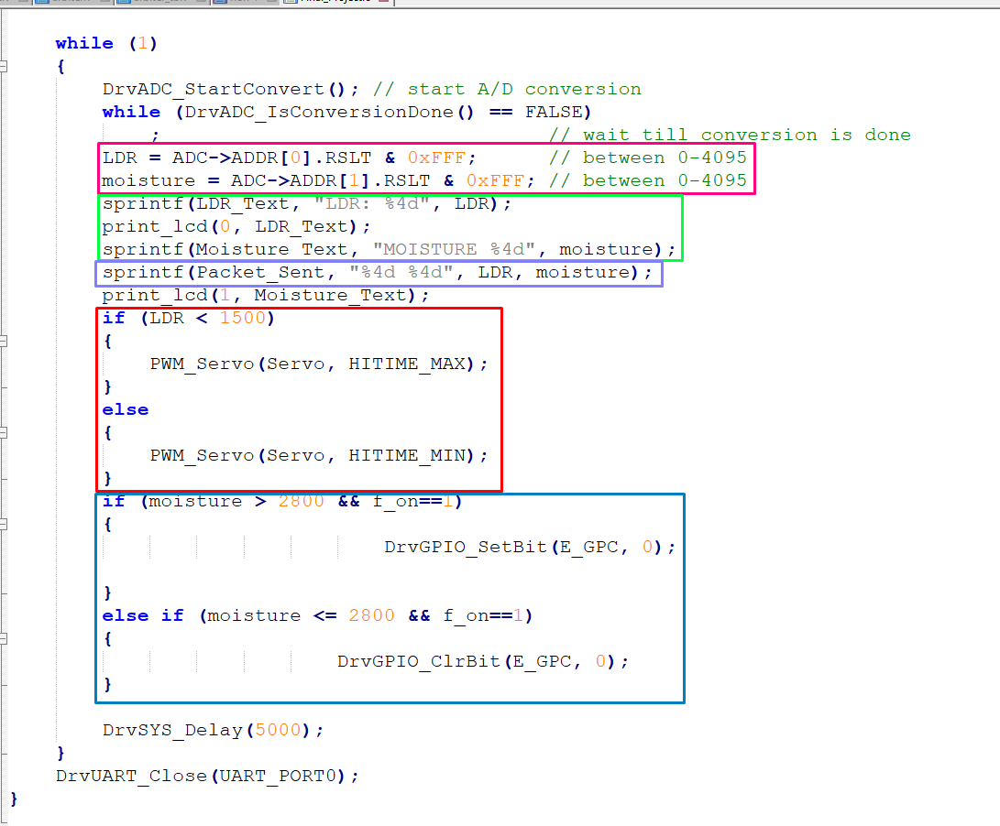 while (1)
{
DrvADC_StartConvert(); // start A/D conversion
while (DrvADC_IsConversionDone() == FALSE)
; // wait till conversion is done
LDR = ADC->ADDR[0].RSLT & 0xFFF; // between 0-4095
moisture = ADC->ADDR[1].RSLT & 0xFFF; // between 0-4095
sprintf(LDR_Text, "LDR: %4d", LDR);
print_lcd(0, LDR_Text);
sprintf(Moisture_Text, "MOISTURE %4d", moisture);
sprintf(Packet_Sent, "%4d %4d", LDR, moisture);
print_lcd(1, Moisture_Text);
if (LDR < 1500)
{
PWM_Servo(Servo, HITIME_MAX);
}
else
{
PWM_Servo(Servo, HITIME_MIN);
}
if (moisture > 2800 && f_on==1)
{
DrvGPIO_SetBit(E_GPC, 0);
}
else if (moisture <= 2800 && f_on==1)
{
DrvGPIO_ClrBit(E_GPC, 0);
}
DrvSYS_Delay(5000);
}
DrvUART_Close(UART_PORT0);
}